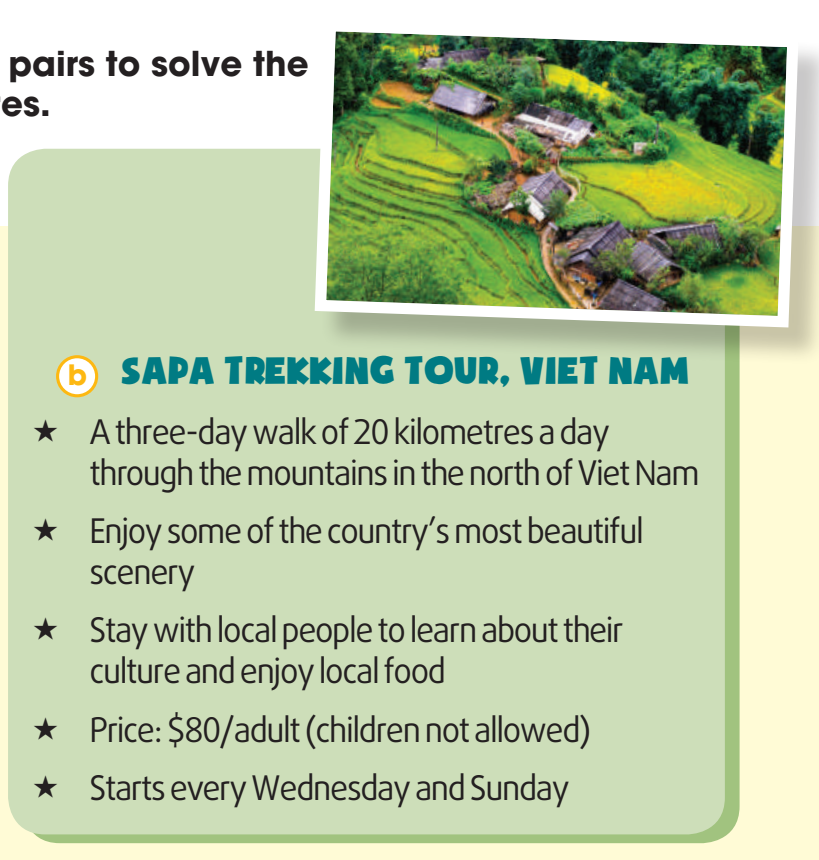 pairs to solve the
es.
b SAPA TREKKING TOUR, VIET NAM
★ A three-day walk of 20 kilometres a day
through the mountains in the north of Viet Nam
★ Enjoy some of the country's most beautiful
scenery
★ Stay with local people to learn about their
culture and enjoy local food
★ Price: $80/adult (children not allowed)
★ Starts every Wednesday and Sunday